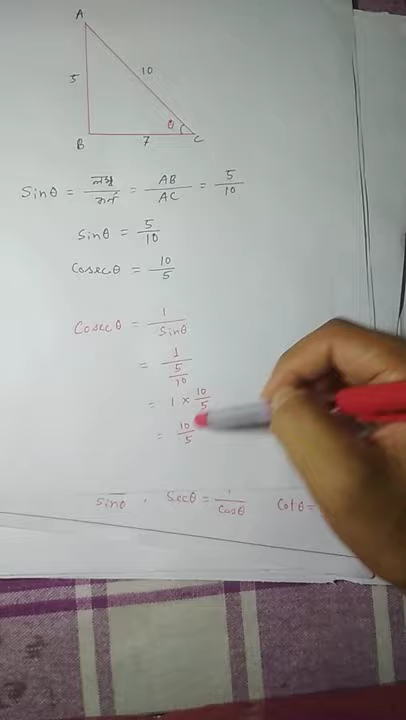 A
5
10
θ
B
7
C
Sinθ = लम्ब/कर्ण = AB/AC = 5/10
Sinθ = 5/10
Cosecθ = 10/5
Cosecθ = 1/Sinθ
= 1/(5/10)
= 1 × 10/5
= 10/5
Sinθ , Secθ = 1/Cosθ Cotθ =